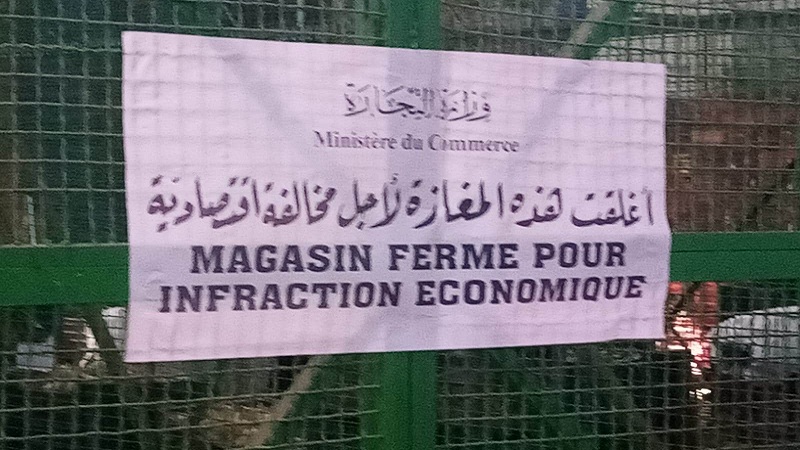 وزارة التجارة
Ministère du Commerce
أغلقت هذه المغازة لأجل مخالفة اقتصادية
MAGASIN FERME POUR
INFRACTION ECONOMIQUE